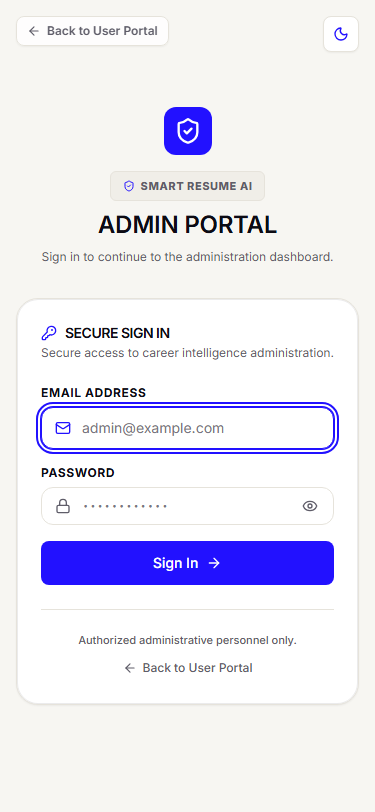 Back to User Portal
SMART RESUME AI
ADMIN PORTAL
Sign in to continue to the administration dashboard.
SECURE SIGN IN
Secure access to career intelligence administration.
EMAIL ADDRESS
admin@example.com
PASSWORD
••••••••••••
Sign In
Authorized administrative personnel only.
Back to User Portal